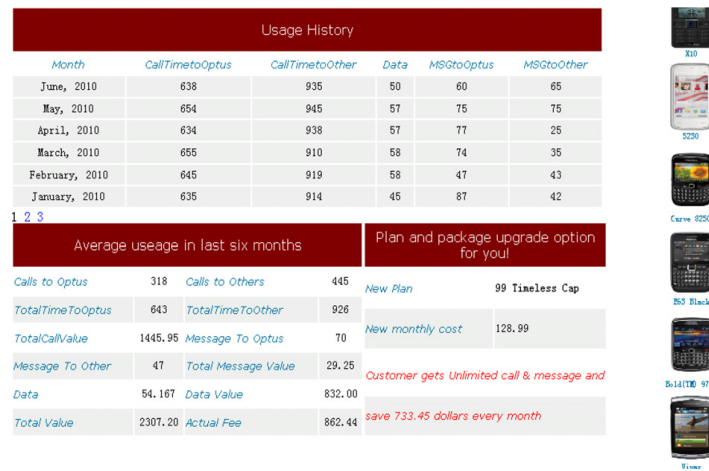 Usage History
Month CallTimetoOptus CallTimetoOther Data MSGtoOptus MSGtoOther
June, 2010 638 935 50 60 65
May, 2010 654 945 57 75 75
April, 2010 634 938 57 77 25
March, 2010 655 910 58 74 35
February, 2010 645 919 58 47 43
January, 2010 635 914 45 87 42
1 2 3
Average useage in last six months
Calls to Optus 318 Calls to Others 445
TotalTimeToOptus 643 TotalTimeToOther 926
TotalCallValue 1445.95 Message To Optus 70
Message To Other 47 Total Message Value 29.25
Data 54.167 Data Value 832.00
Total Value 2307.20 Actual Fee 862.44
Plan and package upgrade option
for you!
New Plan 99 Timeless Cap
New monthly cost 128.99
Customer gets Unlimited call & message and
save 733.45 dollars every month
X10
Curve 8250
E63 Black
Bold(TM) 97